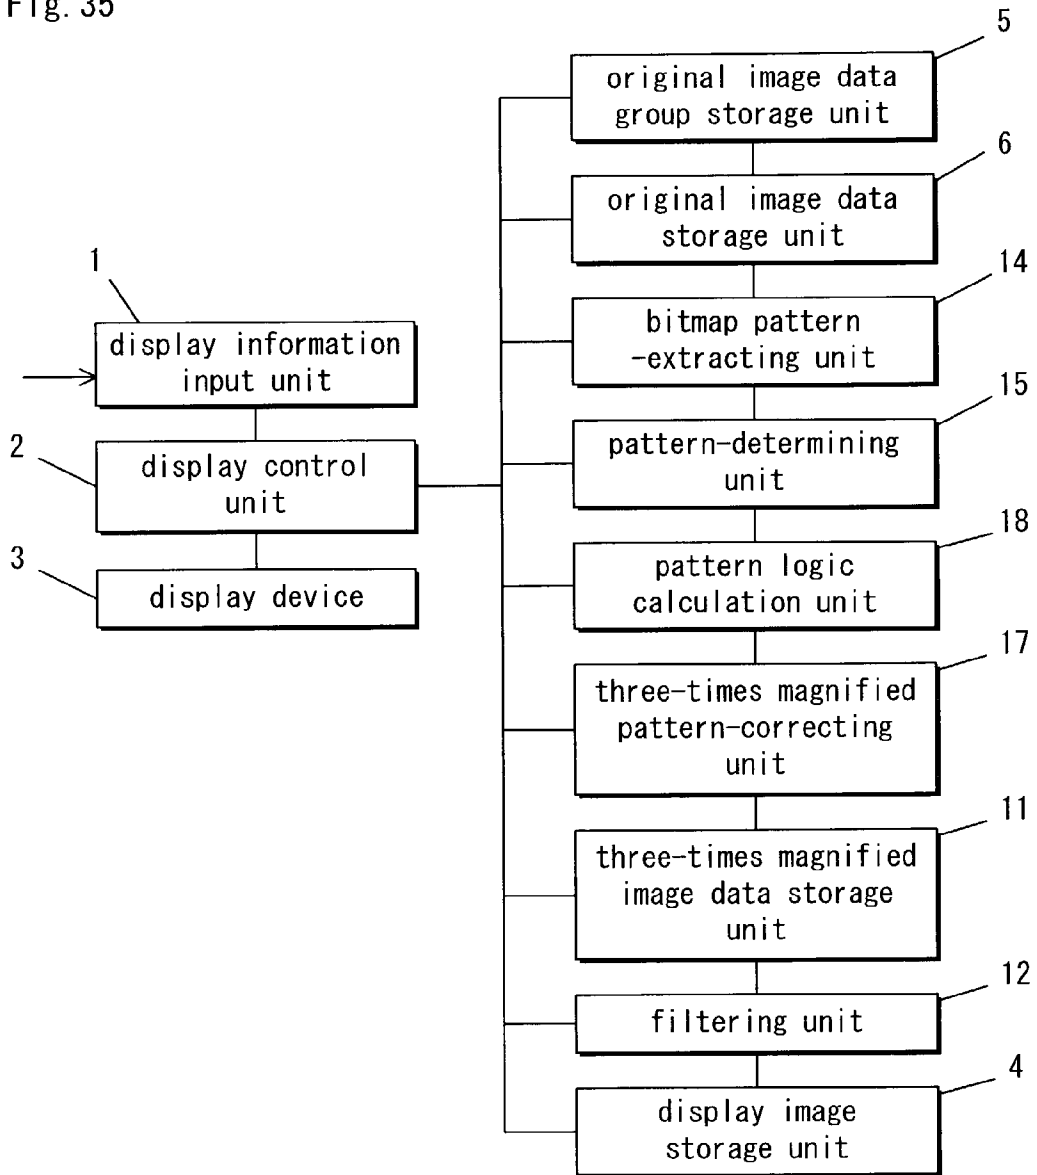 Fig. 35
5
original image data
group storage unit
6
original image data
storage unit
14
bitmap pattern
-extracting unit
1
display information
input unit
15
pattern-determining
unit
2
display control
unit
18
pattern logic
calculation unit
3
display device
17
three-times magnified
pattern-correcting
unit
11
three-times magnified
image data storage
unit
12
filtering unit
4
display image
storage unit